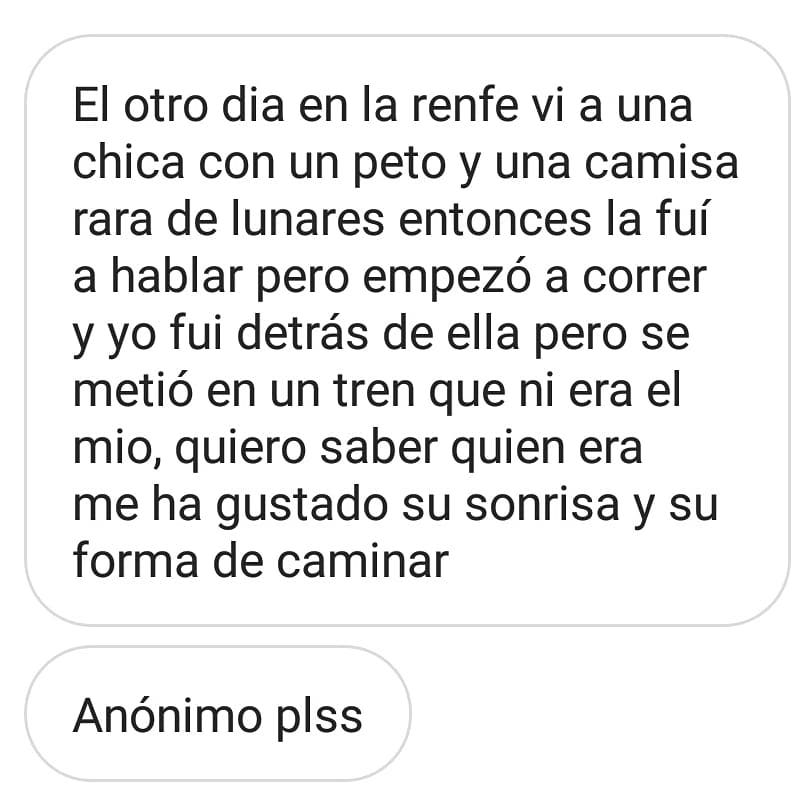 El otro dia en la renfe vi a una
chica con un peto y una camisa
rara de lunares entonces la fuí
a hablar pero empezó a correr
y yo fui detrás de ella pero se
metió en un tren que ni era el
mio, quiero saber quien era
me ha gustado su sonrisa y su
forma de caminar
Anónimo plss